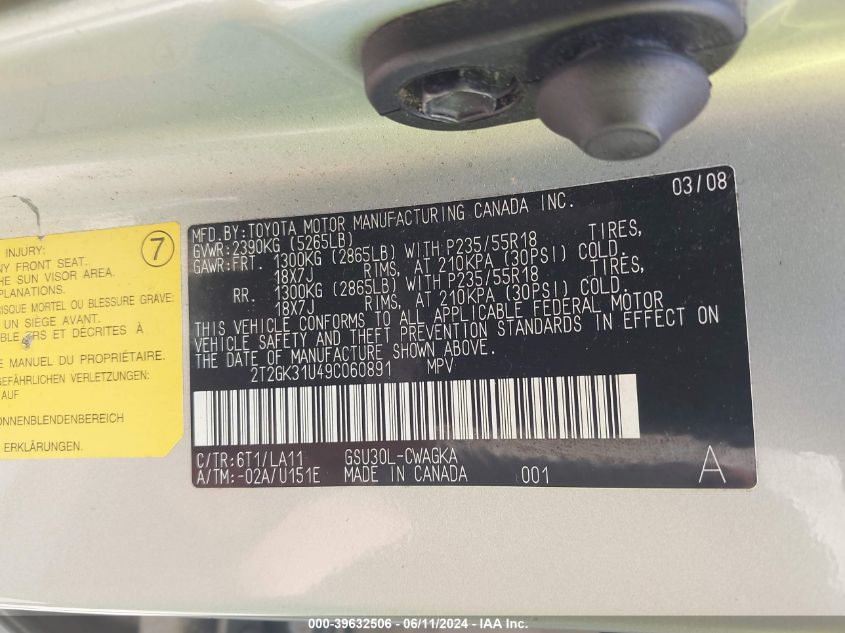 03/08
MFD.BY:TOYOTA MOTOR MANUFACTURING CANADA INC.
GVWR:2390KG (5265LB)
GAWR:FRT. 1300KG (2865LB) WITH P235/55R18 TIRES,
18X7J RIMS, AT 210KPA (30PSI) COLD.
RR. 1300KG (2865LB) WITH P235/55R18 TIRES,
18X7J RIMS, AT 210KPA (30PSI) COLD.
THIS VEHICLE CONFORMS TO ALL APPLICABLE FEDERAL MOTOR
VEHICLE SAFETY AND THEFT PREVENTION STANDARDS IN EFFECT ON
THE DATE OF MANUFACTURE SHOWN ABOVE.
2T2GK31U49C060891 MPV
C/TR:6T1/LA11 GSU30L-CWAGKA
A/TM:-02A/U151E MADE IN CANADA 001 A
7
INJURY:
NY FRONT SEAT.
HE SUN VISOR AREA.
PLANATIONS.
ISQUE MORTEL OU BLESSURE GRAVE:
UN SIÈGE AVANT.
BLE RS ET DÉCRITES À
E MANUEL DU PROPRIÉTAIRE.
GEFÄHRLICHEN VERLETZUNGEN:
AUF
ONNENBLENDENBEREICH
ERKLÄRUNGEN.
000-39632506 - 06/11/2024 - IAA Inc.